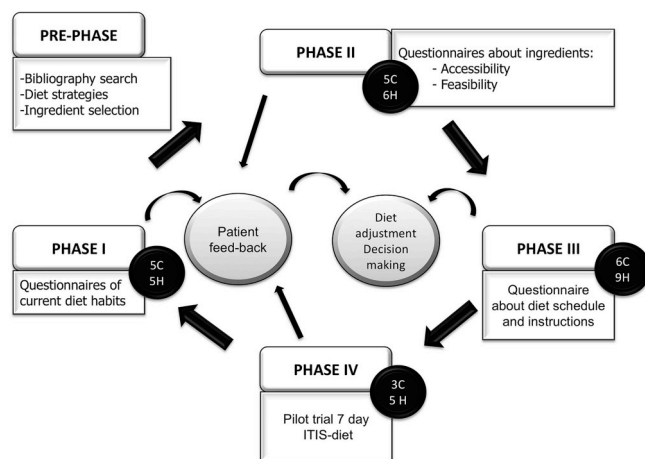 PRE-PHASE
-Bibliography search
-Diet strategies
-Ingredient selection
PHASE II
5C
6H
Questionnaires about ingredients:
- Accessibility
- Feasibility
Patient
feed-back
Diet
adjustment
Decision
making
PHASE I
5C
5H
Questionnaires of
current diet habits
PHASE III
6C
9H
Questionnaire
about diet schedule
and instructions
PHASE IV
3C
5 H
Pilot trial 7 day
ITIS-diet